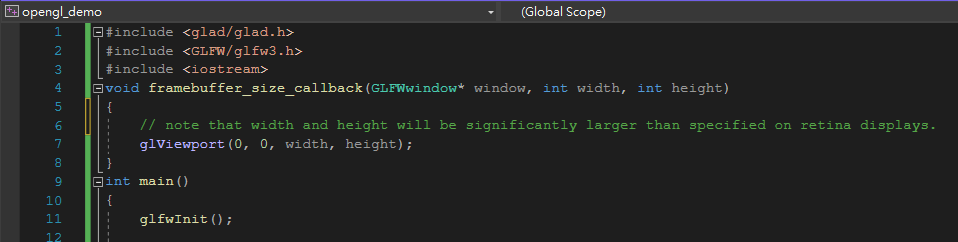 opengl_demo (Global Scope)
1 #include <glad/glad.h>
2 #include <GLFW/glfw3.h>
3 #include <iostream>
4 void framebuffer_size_callback(GLFWwindow* window, int width, int height)
5 {
6 // note that width and height will be significantly larger than specified on retina displays.
7 glViewport(0, 0, width, height);
8 }
9 int main()
10 {
11 glfwInit();
12